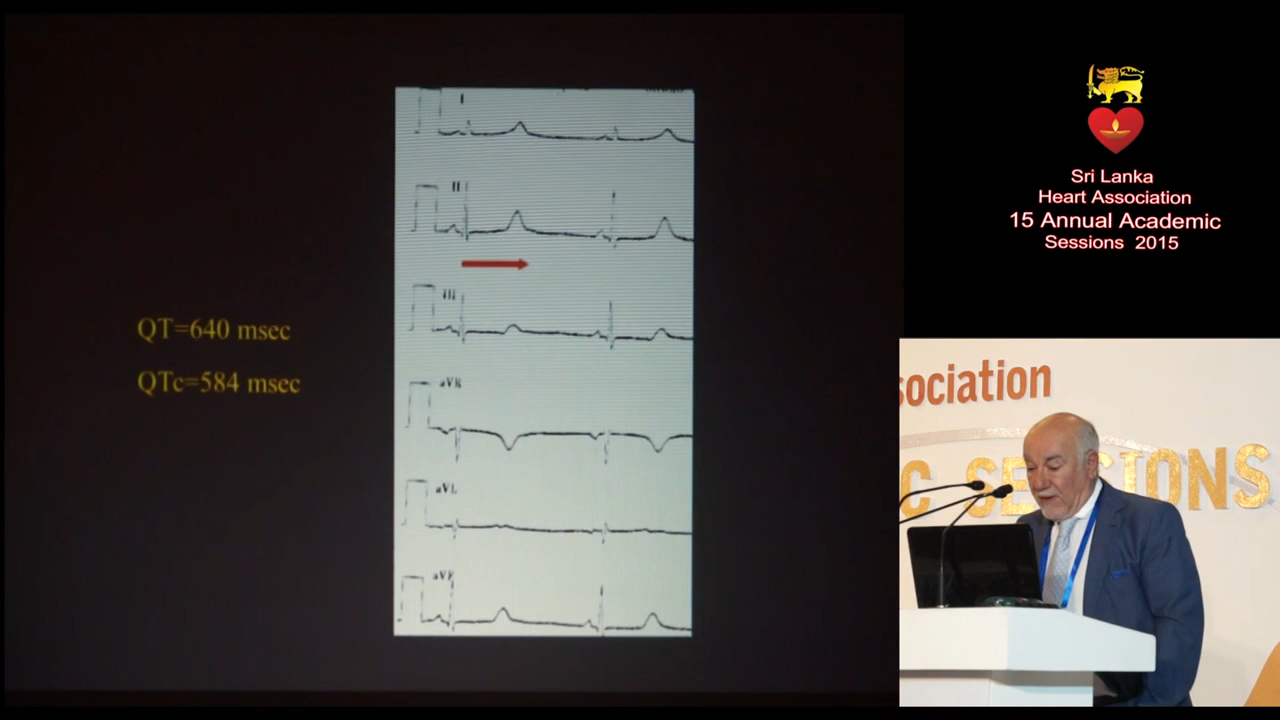 QT=640 msec
QTc=584 msec
I
II
III
aVR
aVL
aVF
Sri Lanka
Heart Association
15 Annual Academic
Sessions 2015
sociation
C SESSIONS